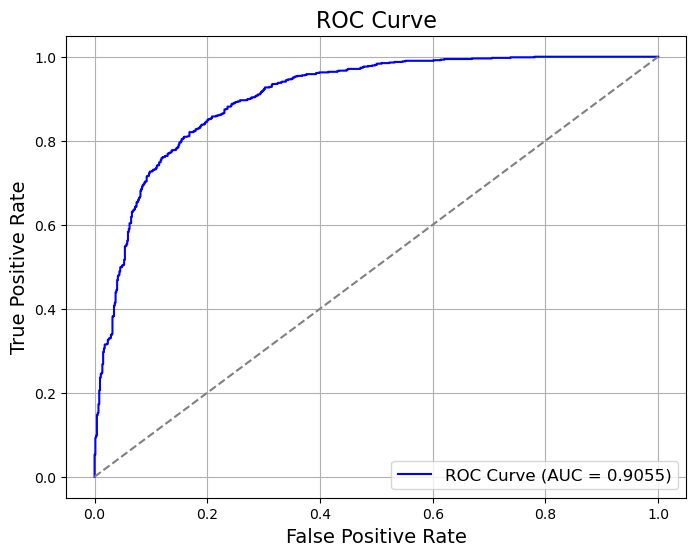 ROC Curve
1.0
0.8
0.6
0.4
0.2
0.0
True Positive Rate
ROC Curve (AUC = 0.9055)
0.0 0.2 0.4 0.6 0.8 1.0
False Positive Rate